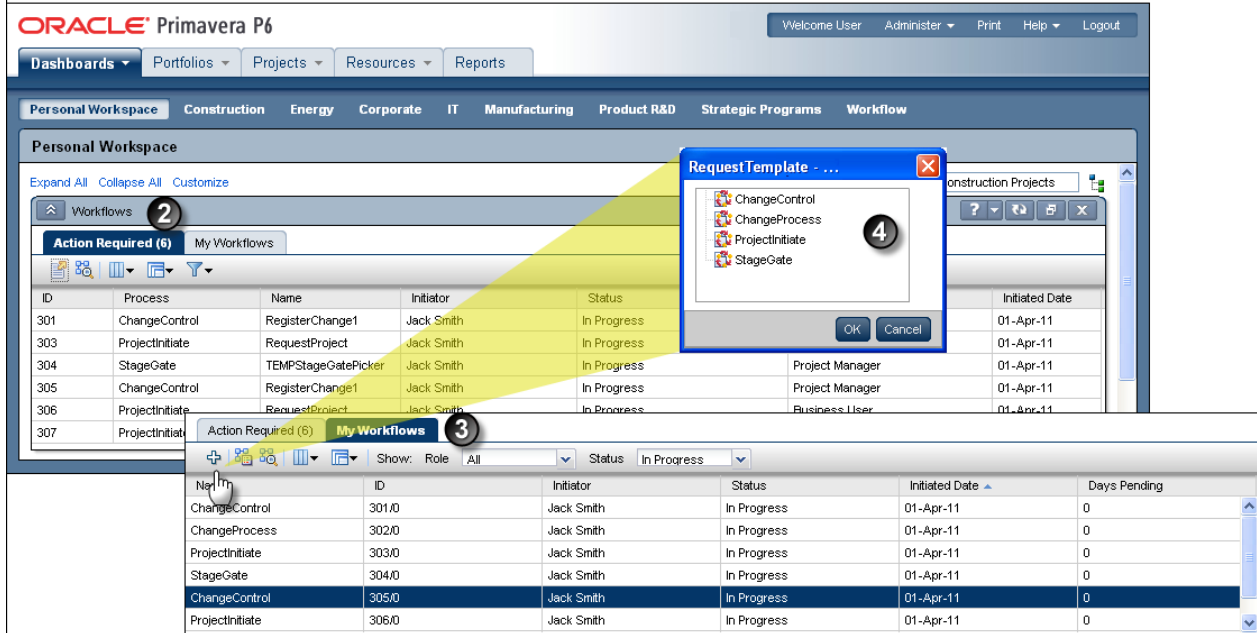 ORACLE Primavera P6
Welcome User Administer Print Help Logout
Dashboards Portfolios Projects Resources Reports
Personal Workspace Construction Energy Corporate IT Manufacturing Product R&D Strategic Programs Workflow
Personal Workspace
Expand All Collapse All Customize
onstruction Projects
Workflows 2
?
Action Required (6) My Workflows
ID Process Name Initiator Status Initiated Date
301 ChangeControl RegisterChange1 Jack Smith In Progress 01-Apr-11
303 ProjectInitiate RequestProject Jack Smith In Progress 01-Apr-11
304 StageGate TEMPStageGatePicker Jack Smith In Progress Project Manager 01-Apr-11
305 ChangeControl RegisterChange1 Jack Smith In Progress Project Manager 01-Apr-11
306 ProjectInitiate RequestProject Jack Smith In Progress Business User 01-Apr-11
307 ProjectInitiat
RequestTemplate - ...
ChangeControl
ChangeProcess
ProjectInitiate
StageGate
4
OK Cancel
Action Required (6) My Workflows 3
Show: Role All Status In Progress
Na ID Initiator Status Initiated Date Days Pending
ChangeControl 301/0 Jack Smith In Progress 01-Apr-11 0
ChangeProcess 302/0 Jack Smith In Progress 01-Apr-11 0
ProjectInitiate 303/0 Jack Smith In Progress 01-Apr-11 0
StageGate 304/0 Jack Smith In Progress 01-Apr-11 0
ChangeControl 305/0 Jack Smith In Progress 01-Apr-11 0
ProjectInitiate 306/0 Jack Smith In Progress 01-Apr-11 0